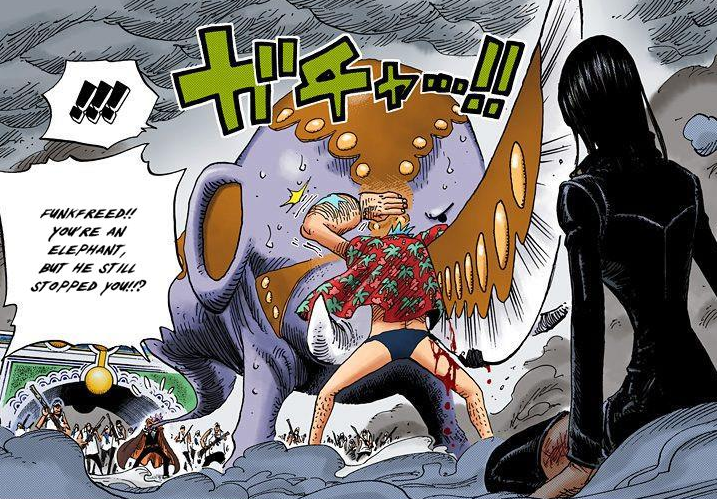 ガチャ…!!
!!!
FUNKFREED!!
YOU'RE AN
ELEPHANT,
BUT HE STILL
STOPPED YOU!!?